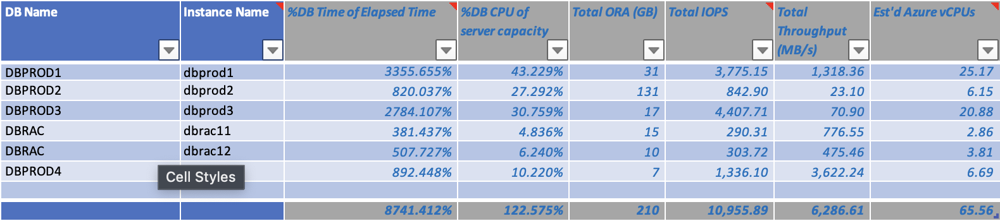 DB Name Instance Name %DB Time of Elapsed Time %DB CPU of server capacity Total ORA (GB) Total IOPS Total Throughput (MB/s) Est'd Azure vCPUs
DBPROD1 dbprod1 3355.655% 43.229% 31 3,775.15 1,318.36 25.17
DBPROD2 dbprod2 820.037% 27.292% 131 842.90 23.10 6.15
DBPROD3 dbprod3 2784.107% 30.759% 17 4,407.71 70.90 20.88
DBRAC dbrac11 381.437% 4.836% 15 290.31 776.55 2.86
DBRAC dbrac12 507.727% 6.240% 10 303.72 475.46 3.81
DBPROD4 892.448% 10.220% 7 1,336.10 3,622.24 6.69
Cell Styles
8741.412% 122.575% 210 10,955.89 6,286.61 65.56